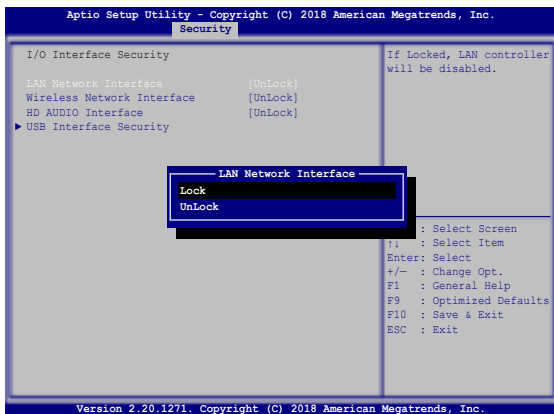 Aptio Setup Utility - Copyright (C) 2018 American Megatrends, Inc.
Security
I/O Interface Security
LAN Network Interface [UnLock]
Wireless Network Interface [UnLock]
HD AUDIO Interface [UnLock]
▶ USB Interface Security
If Locked, LAN controller
will be disabled.
LAN Network Interface
Lock
UnLock
: Select Screen
↑↓ : Select Item
Enter: Select
+/— : Change Opt.
F1 : General Help
F9 : Optimized Defaults
F10 : Save & Exit
ESC : Exit
Version 2.20.1271. Copyright (C) 2018 American Megatrends, Inc.